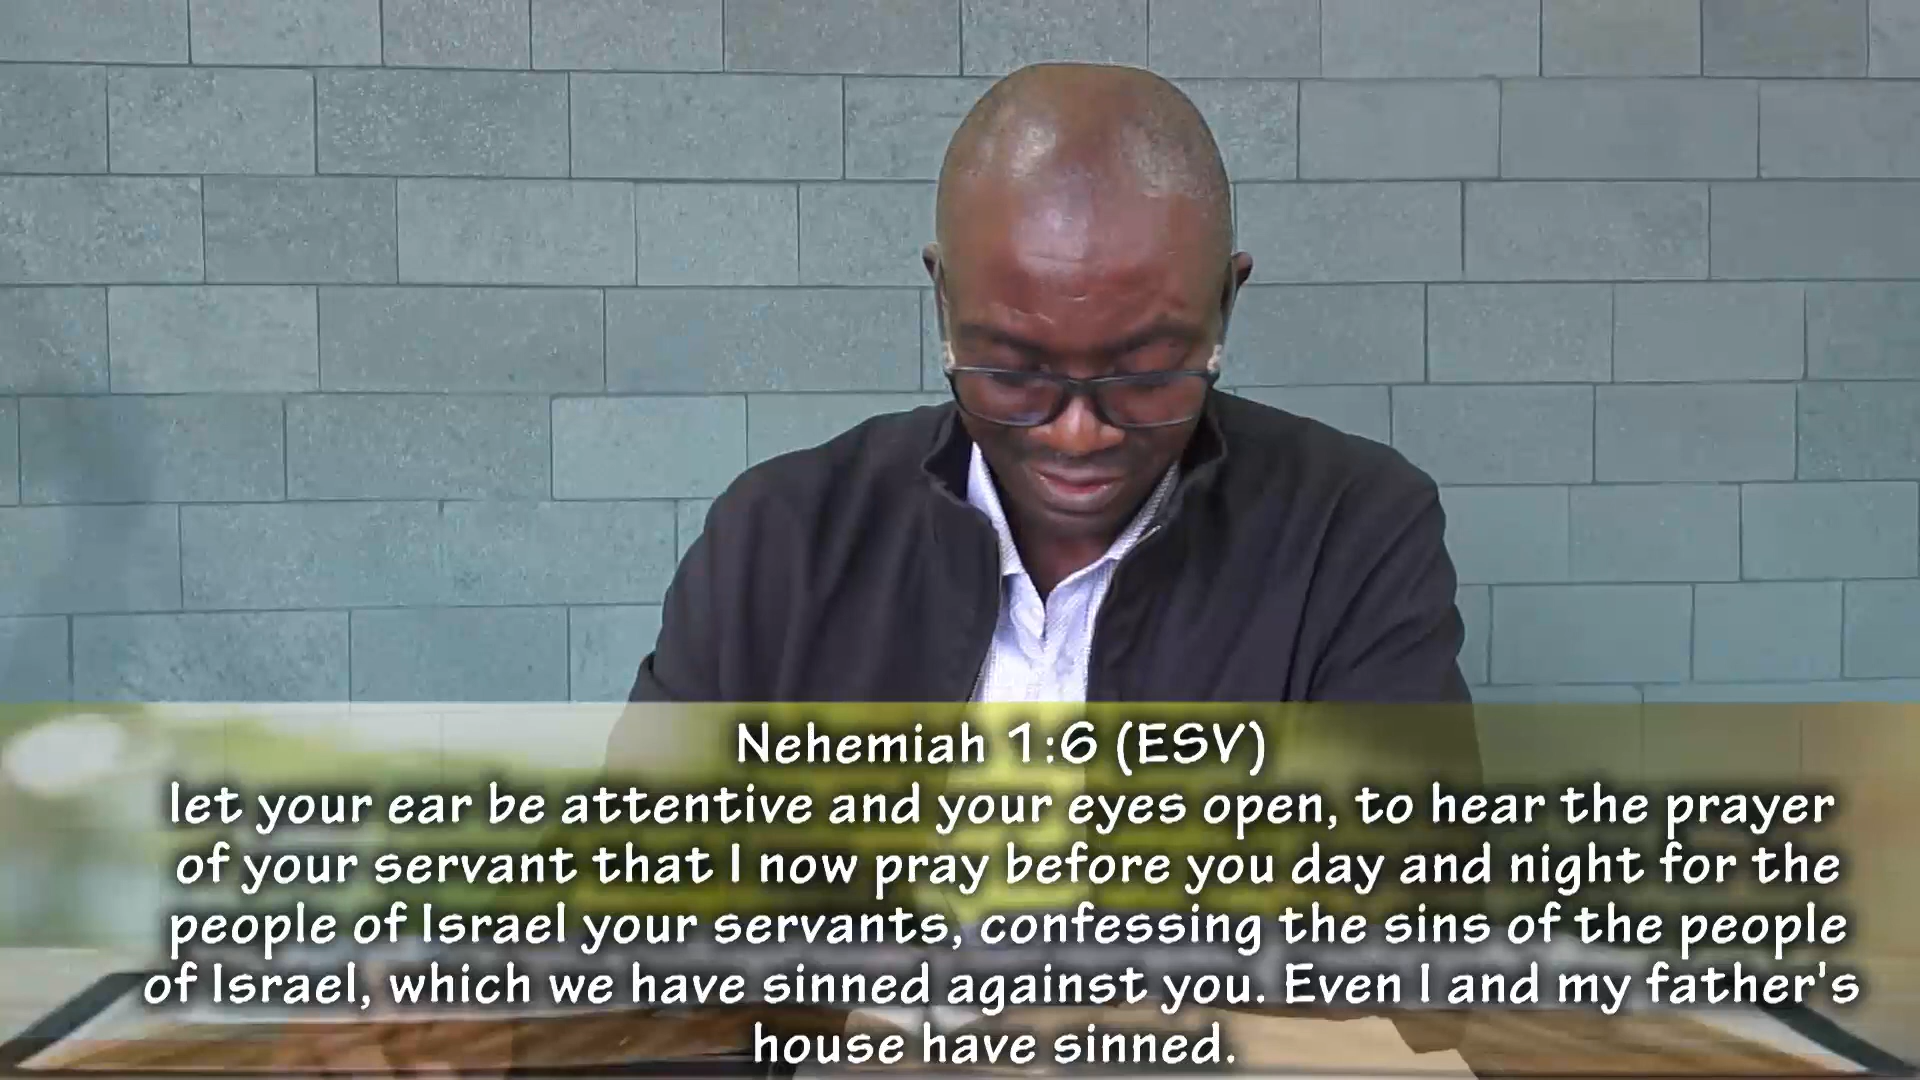 Nehemiah 1:6 (ESV)
let your ear be attentive and your eyes open, to hear the prayer
of your servant that I now pray before you day and night for the
people of Israel your servants, confessing the sins of the people
of Israel, which we have sinned against you. Even I and my father's
house have sinned.